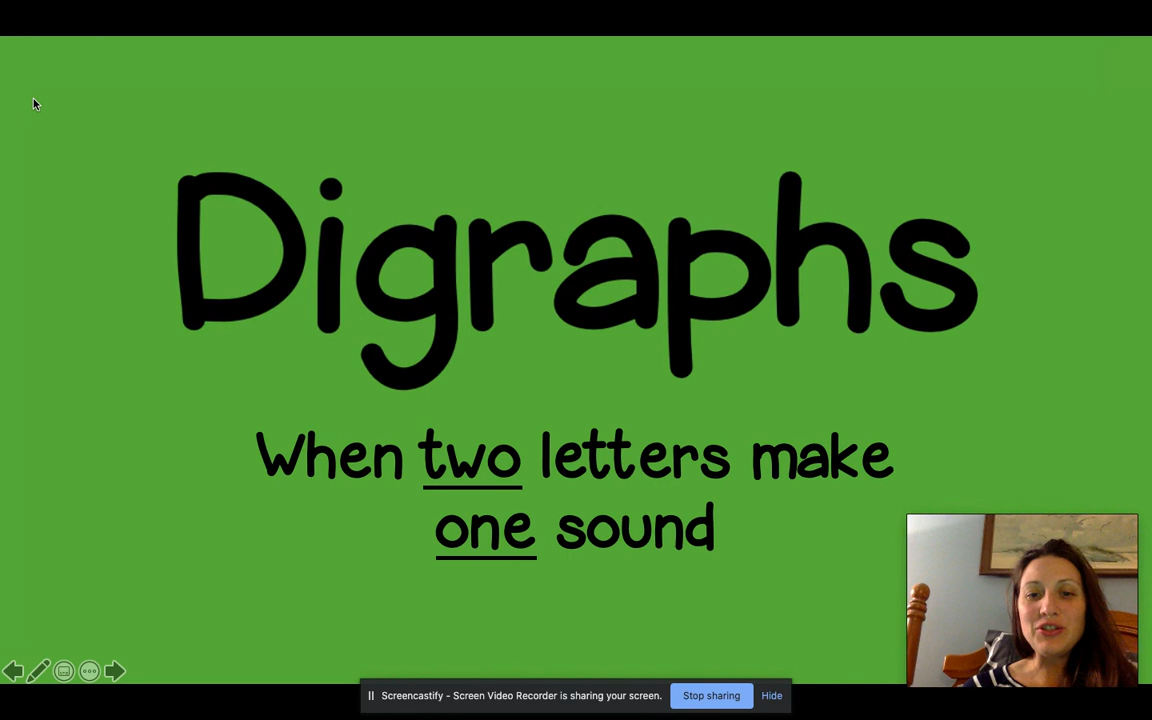 Digraphs
When two letters make
one sound
Screencastify - Screen Video Recorder is sharing your screen. Stop sharing Hide